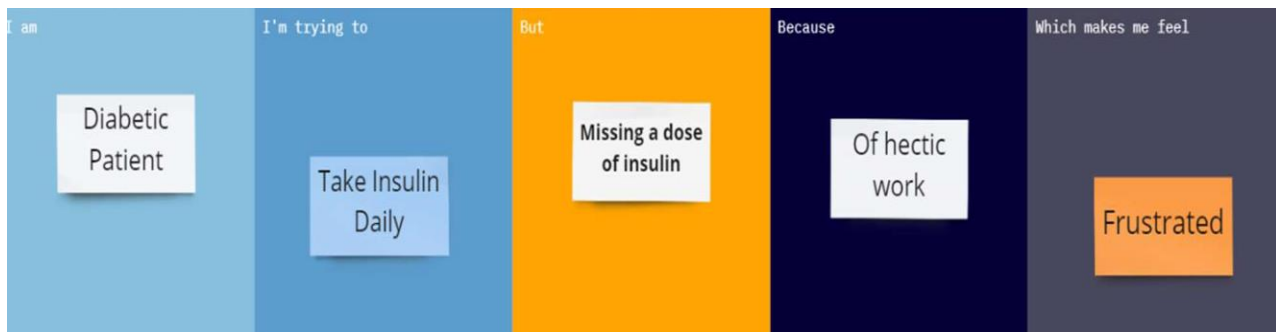 I am
Diabetic
Patient
I'm trying to
Take Insulin
Daily
But
Missing a dose
of insulin
Because
Of hectic
work
Which makes me feel
Frustrated